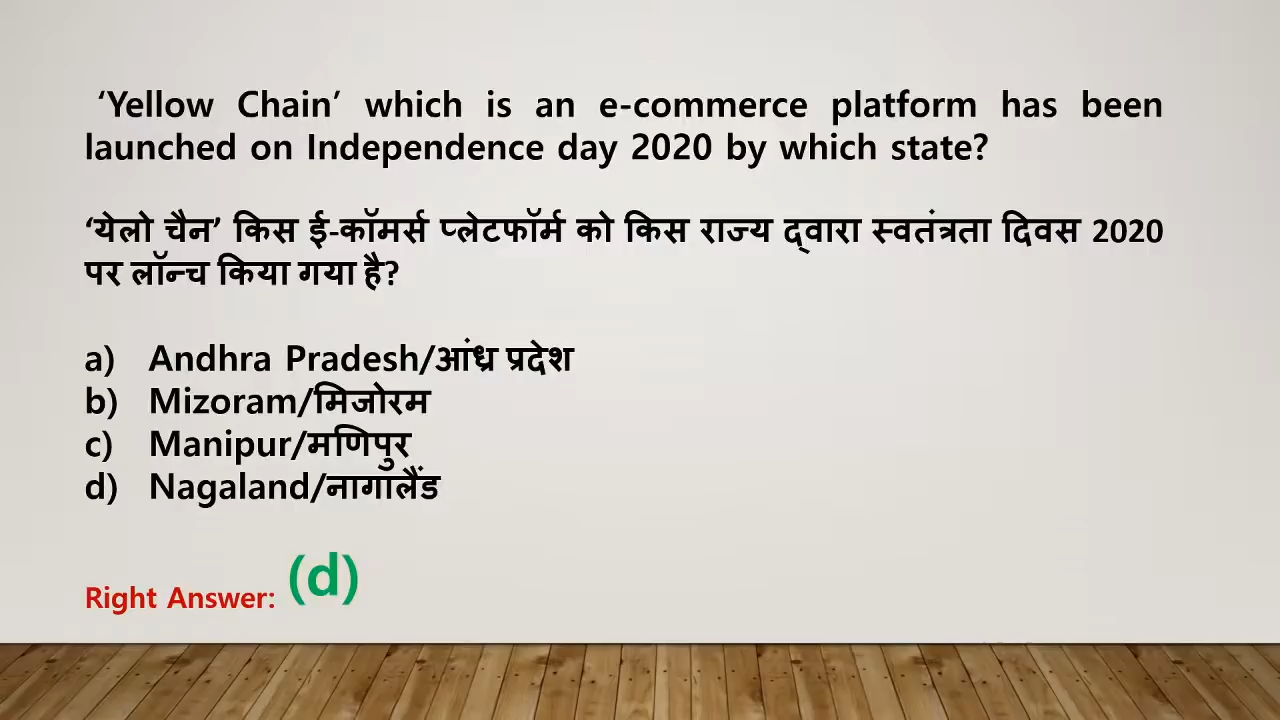 ‘Yellow Chain’ which is an e-commerce platform has been
launched on Independence day 2020 by which state?
‘येलो चैन’ किस ई-कॉमर्स प्लेटफॉर्म को किस राज्य द्वारा स्वतंत्रता दिवस 2020
पर लॉन्च किया गया है?
a) Andhra Pradesh/आंध्र प्रदेश
b) Mizoram/मिजोरम
c) Manipur/मणिपुर
d) Nagaland/नागालैंड
Right Answer: (d)